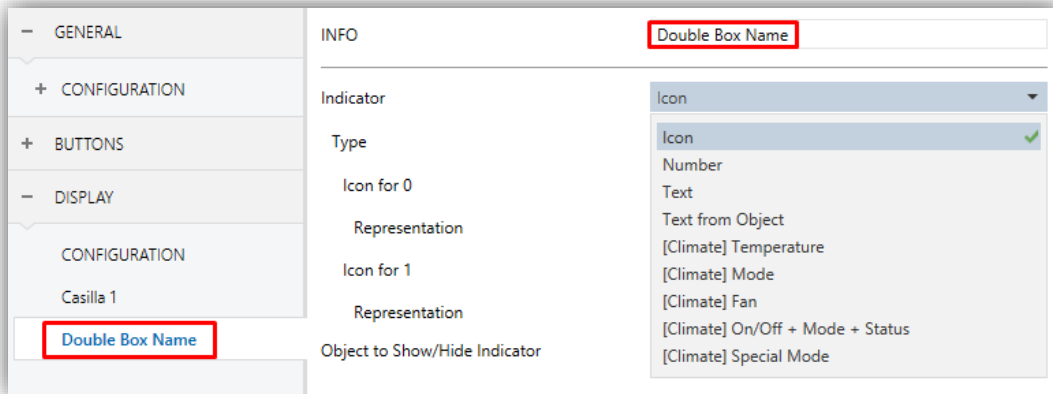 GENERAL
CONFIGURATION
BUTTONS
DISPLAY
CONFIGURATION
Casilla 1
Double Box Name
INFO
Double Box Name
Indicator
Icon
Type
Icon for 0
Representation
Icon for 1
Representation
Object to Show/Hide Indicator
Icon
Number
Text
Text from Object
[Climate] Temperature
[Climate] Mode
[Climate] Fan
[Climate] On/Off + Mode + Status
[Climate] Special Mode